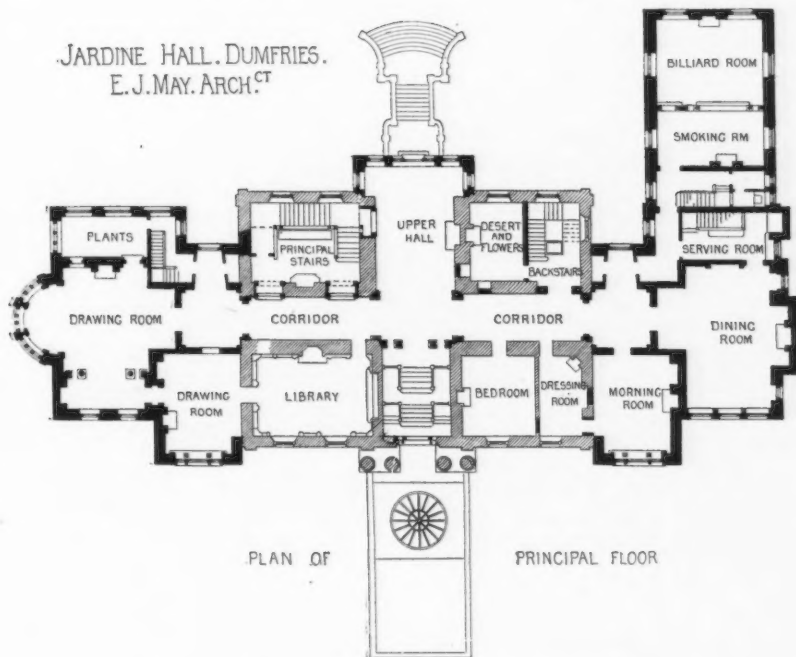 JARDINE HALL. DUMFRIES.
E. J. MAY. ARCH.CT
BILLIARD ROOM
SMOKING RM
PLANTS
PRINCIPAL
STAIRS
UPPER
HALL
DESERT
AND
FLOWERS
BACKSTAIRS
SERVING ROOM
DRAWING ROOM
CORRIDOR
CORRIDOR
DINING
ROOM
DRAWING
ROOM
LIBRARY
BEDROOM
DRESSING
ROOM
MORNING
ROOM
PLAN OF PRINCIPAL FLOOR